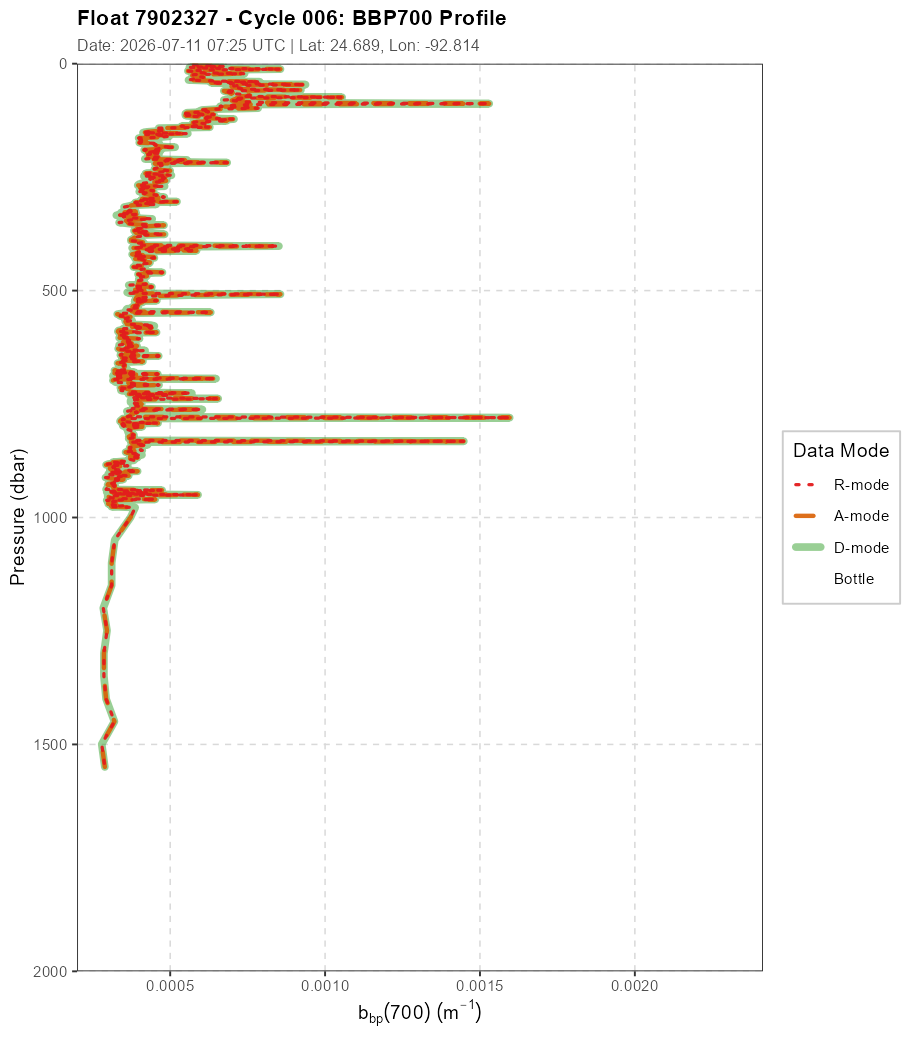 Float 7902327 - Cycle 006: BBP700 Profile
Date: 2026-07-11 07:25 UTC | Lat: 24.689, Lon: -92.814
0
500
1000
1500
2000
Pressure (dbar)
0.0005 0.0010 0.0015 0.0020
b_bp(700) (m⁻¹)
Data Mode
R-mode
A-mode
D-mode
Bottle